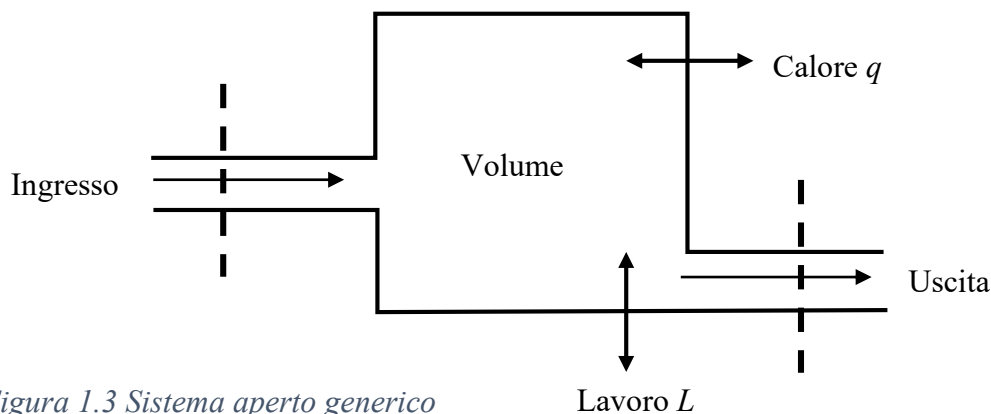 Calore q
Volume
Ingresso
Uscita
Lavoro L
igura 1.3 Sistema aperto generico